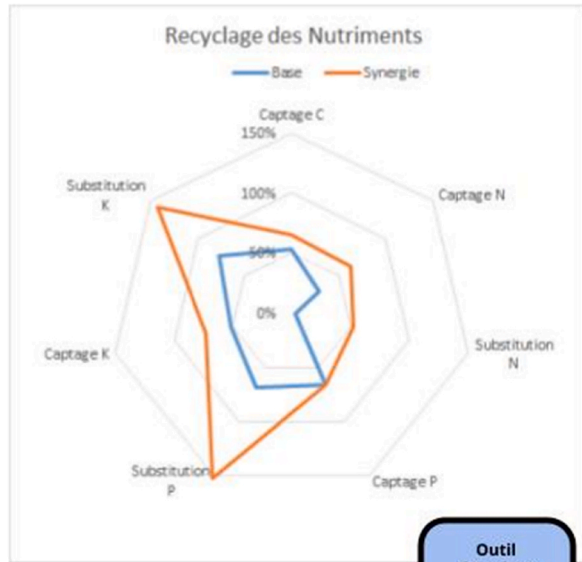 Recyclage des Nutriments
Base Synergie
Captage C
150%
Substitution
K
100%
Captage N
50%
0%
Substitution
N
Captage K
Substitution
P
Captage P
Outil